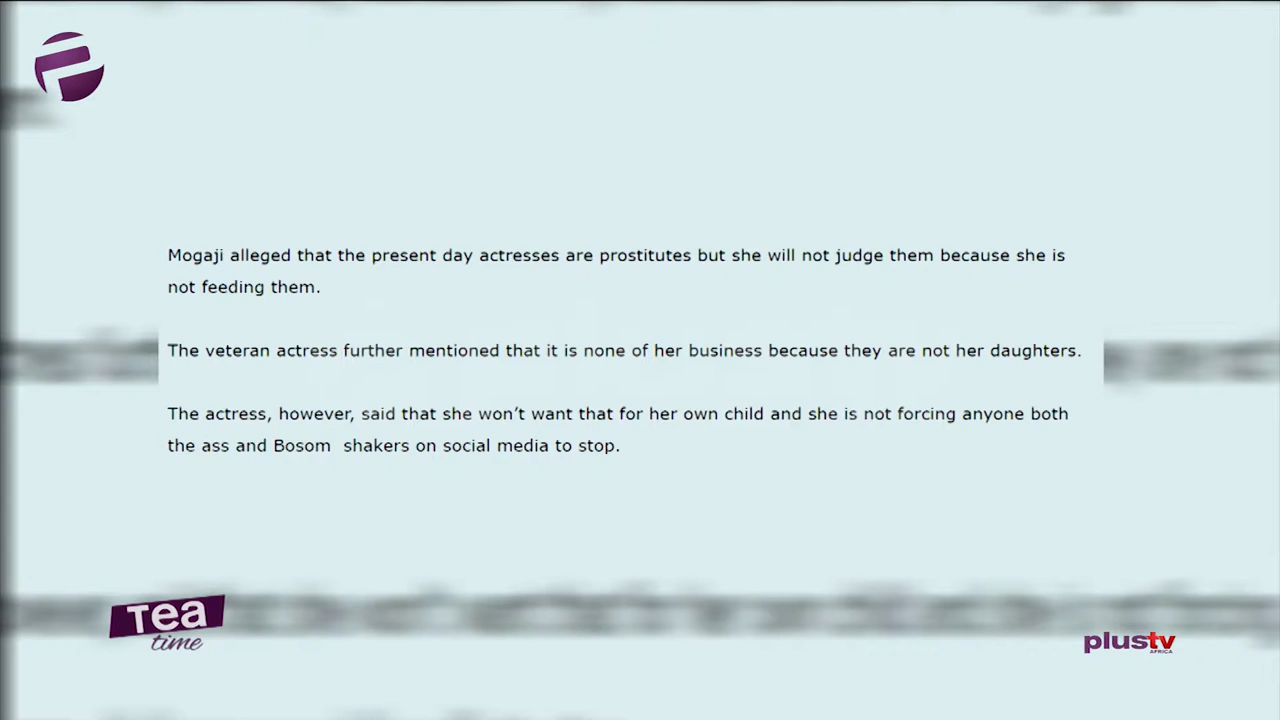 Mogaji alleged that the present day actresses are prostitutes but she will not judge them because she is
not feeding them.
The veteran actress further mentioned that it is none of her business because they are not her daughters.
The actress, however, said that she won’t want that for her own child and she is not forcing anyone both
the ass and Bosom  shakers on social media to stop.
Tea
time
plustv
AFRICA